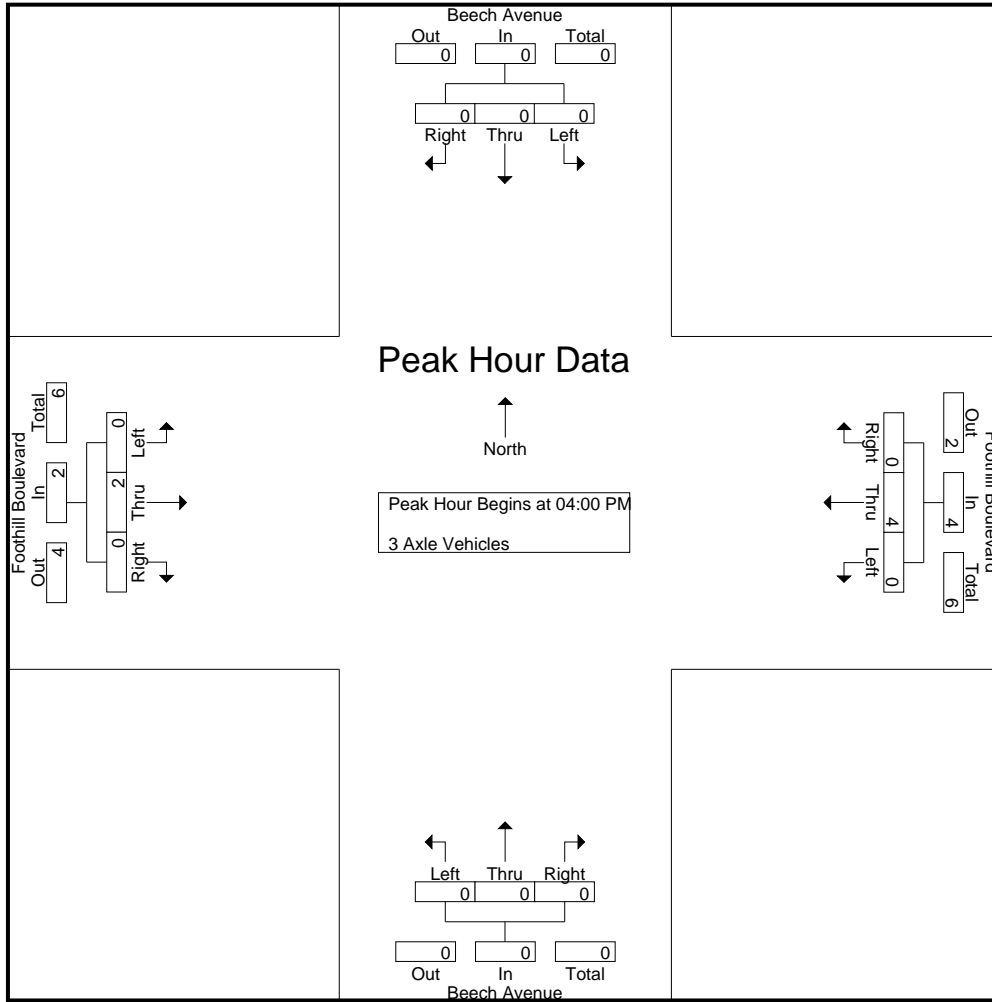 Beech Avenue
Out In Total
0 0 0
0 0 0
Right Thru Left
Peak Hour Data
North
Peak Hour Begins at 04:00 PM
3 Axle Vehicles
Foothill Boulevard
Total In Out
6 2 4
0 2 0
Left Thru Right
Foothill Boulevard
Out In Total
2 4 6
0 4 0
Right Thru Left
Left Thru Right
0 0 0
0 0 0
Out In Total
Beech Avenue